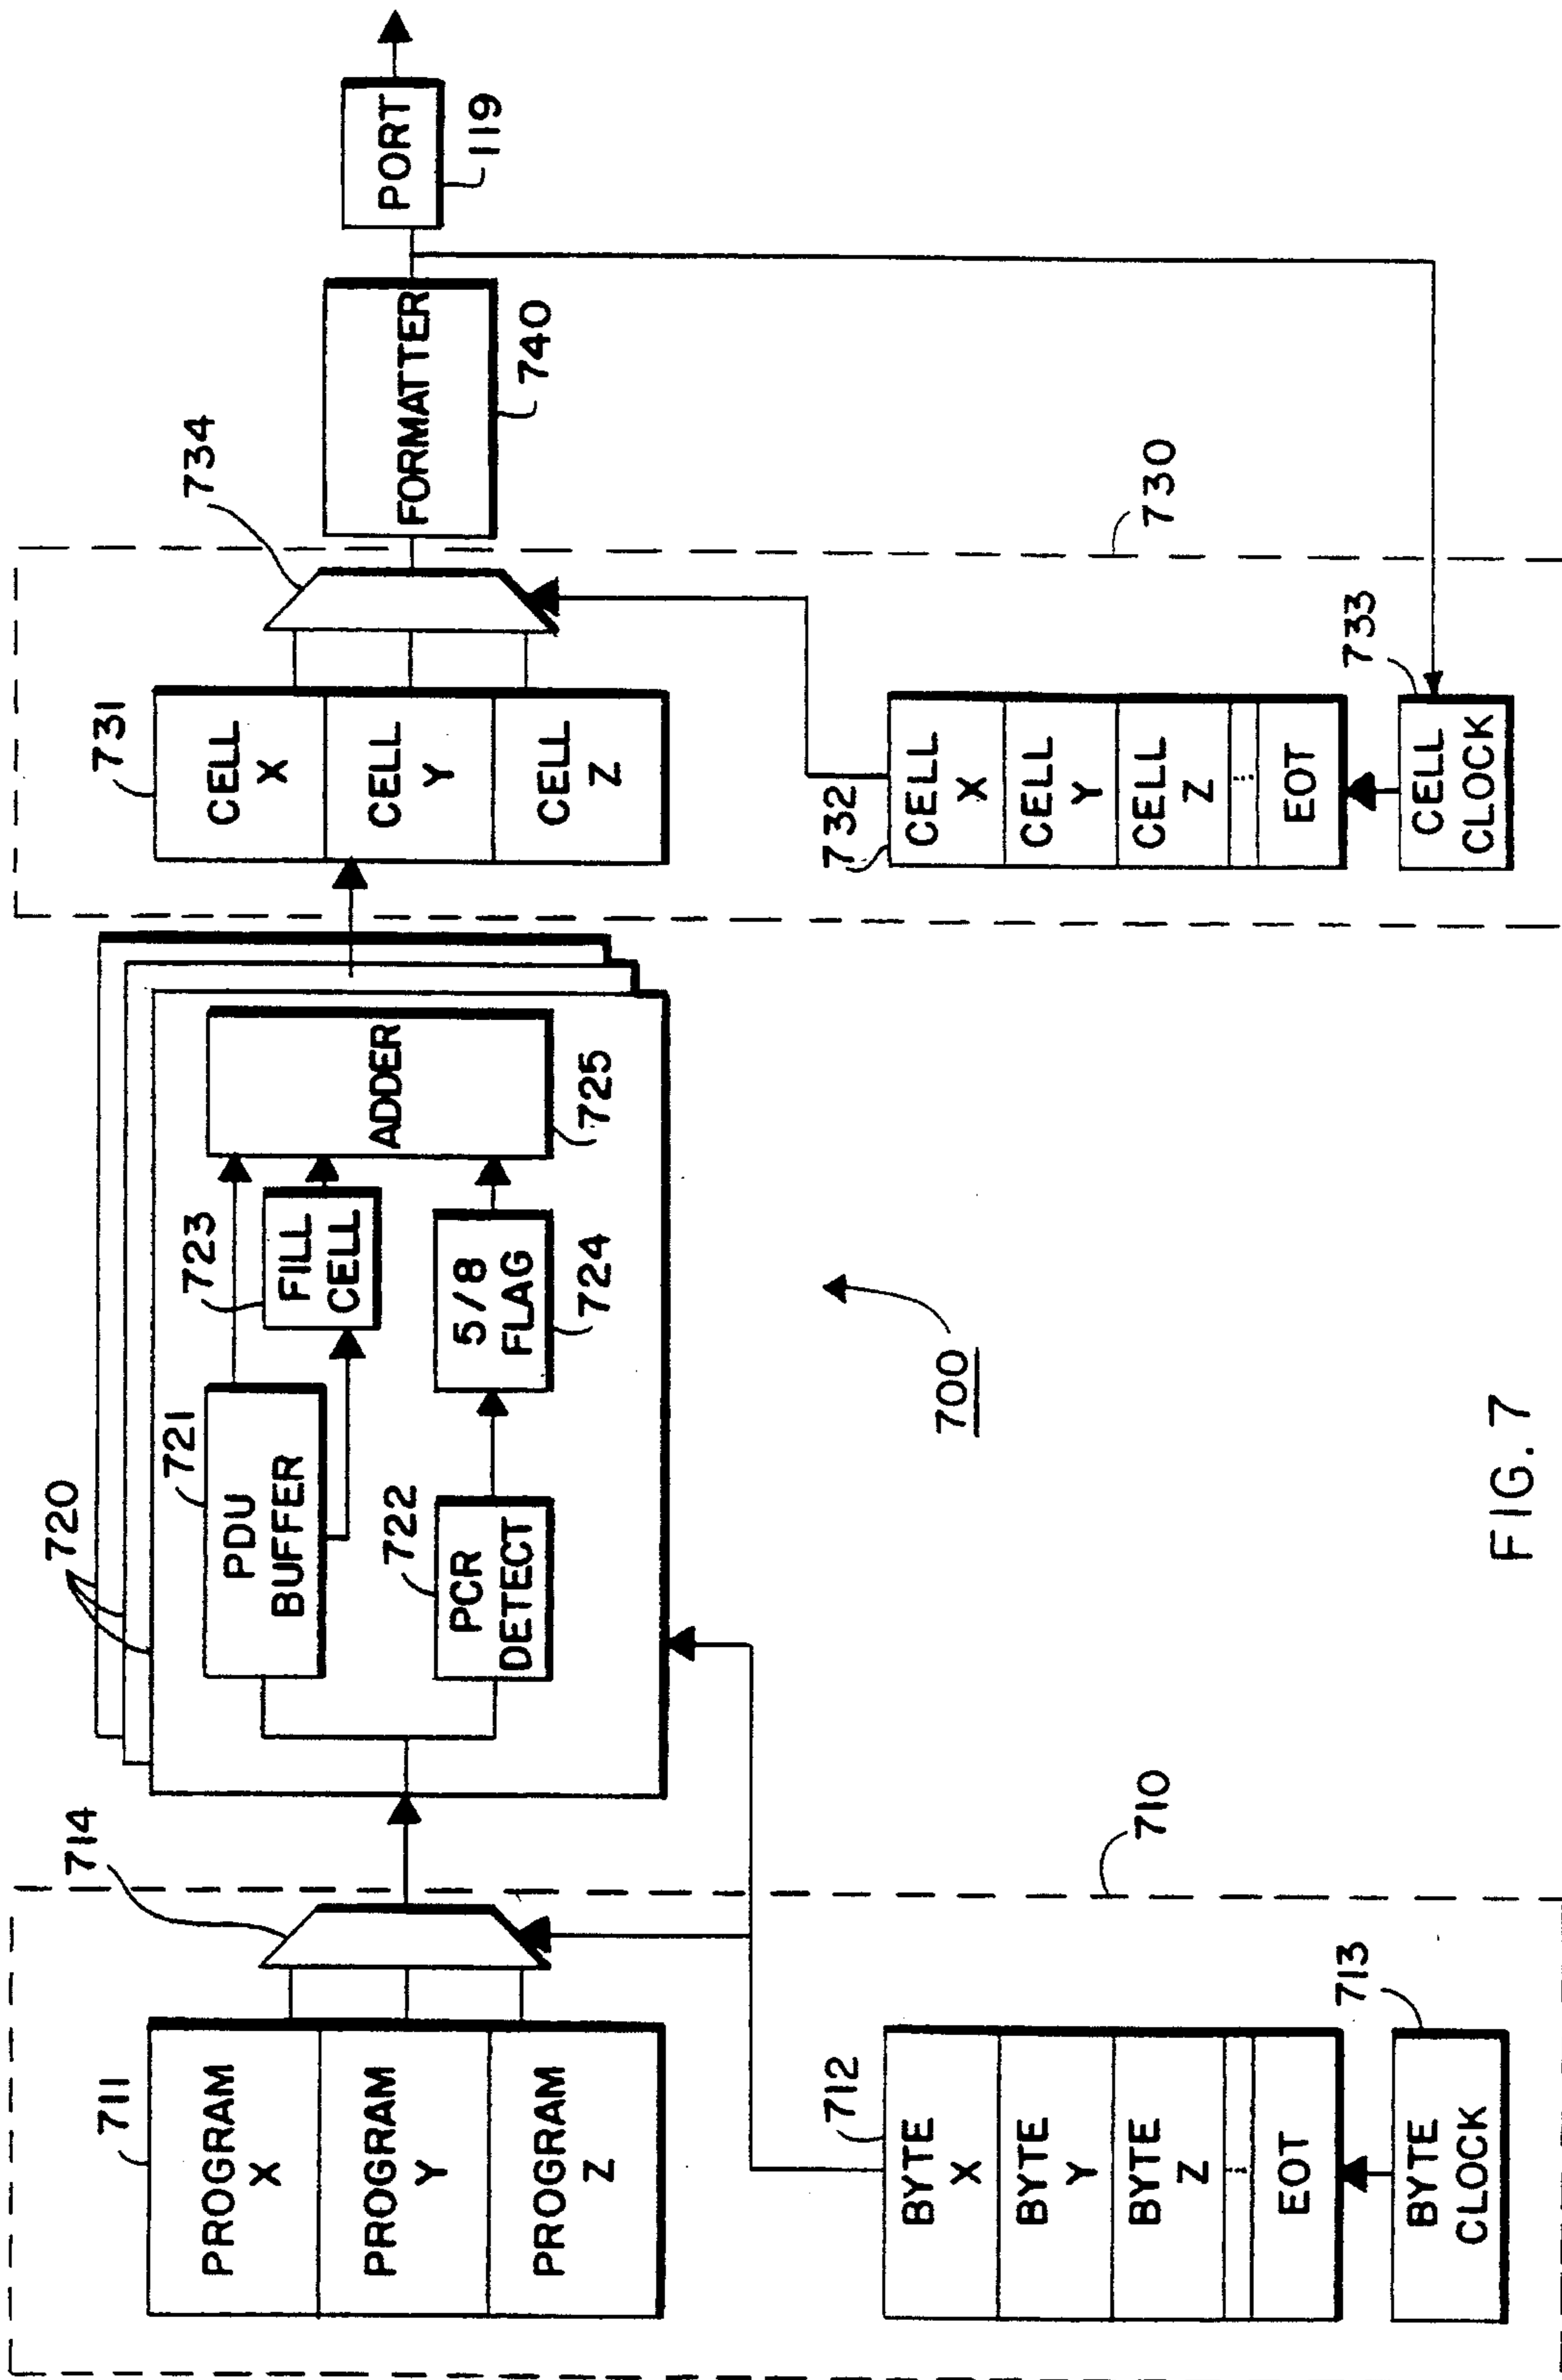 711
PROGRAM
X
PROGRAM
Y
PROGRAM
Z
714
712
BYTE
X
BYTE
Y
BYTE
Z
EOT
713
BYTE
CLOCK
710
720
721
PDU
BUFFER
722
PCR
DETECT
723
FILL
CELL
5/8
FLAG
724
ADDER
725
700
731
CELL
X
CELL
Y
CELL
Z
734
732
CELL
X
CELL
Y
CELL
Z
EOT
733
CELL
CLOCK
730
FORMATTER
740
PORT
119
FIG. 7